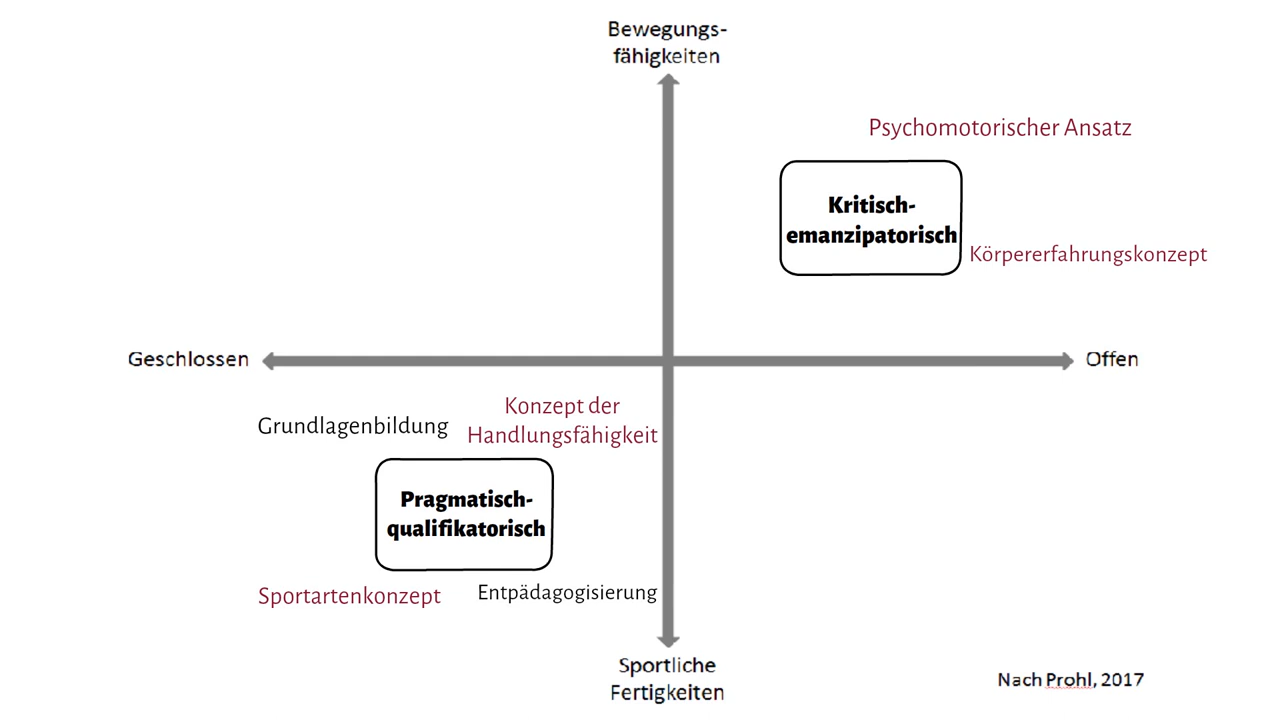 Bewegungs-
fähigkeiten
Psychomotorischer Ansatz
Kritisch-
emanzipatorisch
Körpererfahrungskonzept
Geschlossen
Offen
Grundlagenbildung
Konzept der
Handlungsfähigkeit
Pragmatisch-
qualifikatorisch
Sportartenkonzept
Entpädagogisierung
Sportliche
Fertigkeiten
Nach Prohl, 2017